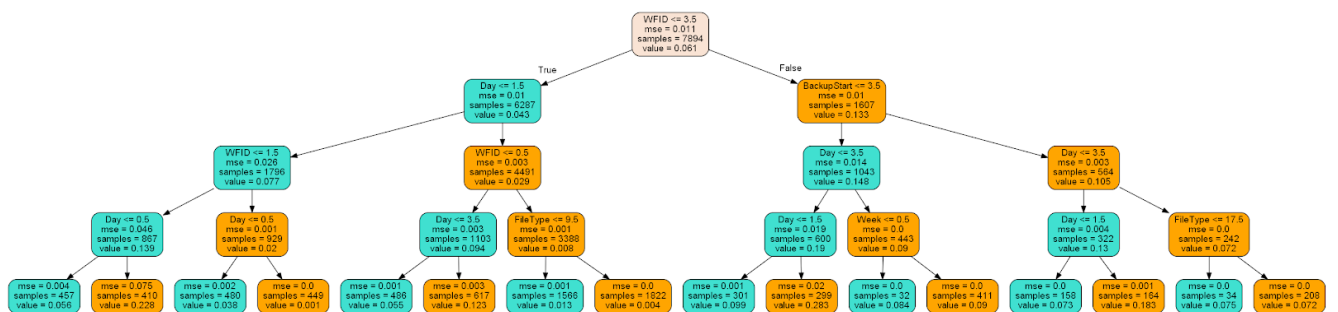 WFID <= 3.5
mse = 0.011
samples = 7894
value = 0.061
True
False
Day <= 1.5
mse = 0.01
samples = 6287
value = 0.043
BackupStart <= 3.5
mse = 0.01
samples = 1607
value = 0.133
WFID <= 1.5
mse = 0.026
samples = 1796
value = 0.077
WFID <= 0.5
mse = 0.003
samples = 4491
value = 0.029
Day <= 3.5
mse = 0.014
samples = 1043
value = 0.148
Day <= 3.5
mse = 0.003
samples = 564
value = 0.105
Day <= 0.5
mse = 0.046
samples = 867
value = 0.139
Day <= 0.5
mse = 0.001
samples = 929
value = 0.02
Day <= 3.5
mse = 0.003
samples = 1103
value = 0.094
FileType <= 9.5
mse = 0.001
samples = 3388
value = 0.008
Day <= 1.5
mse = 0.019
samples = 600
value = 0.19
Week <= 0.5
mse = 0.0
samples = 443
value = 0.09
Day <= 1.5
mse = 0.004
samples = 322
value = 0.13
FileType <= 17.5
mse = 0.0
samples = 242
value = 0.072
mse = 0.004
samples = 457
value = 0.056
mse = 0.075
samples = 410
value = 0.228
mse = 0.002
samples = 480
value = 0.038
mse = 0.0
samples = 449
value = 0.001
mse = 0.001
samples = 486
value = 0.055
mse = 0.003
samples = 617
value = 0.123
mse = 0.001
samples = 1566
value = 0.013
mse = 0.0
samples = 1822
value = 0.004
mse = 0.001
samples = 301
value = 0.099
mse = 0.02
samples = 299
value = 0.283
mse = 0.0
samples = 32
value = 0.084
mse = 0.0
samples = 411
value = 0.09
mse = 0.0
samples = 158
value = 0.073
mse = 0.001
samples = 164
value = 0.183
mse = 0.0
samples = 34
value = 0.075
mse = 0.0
samples = 208
value = 0.072